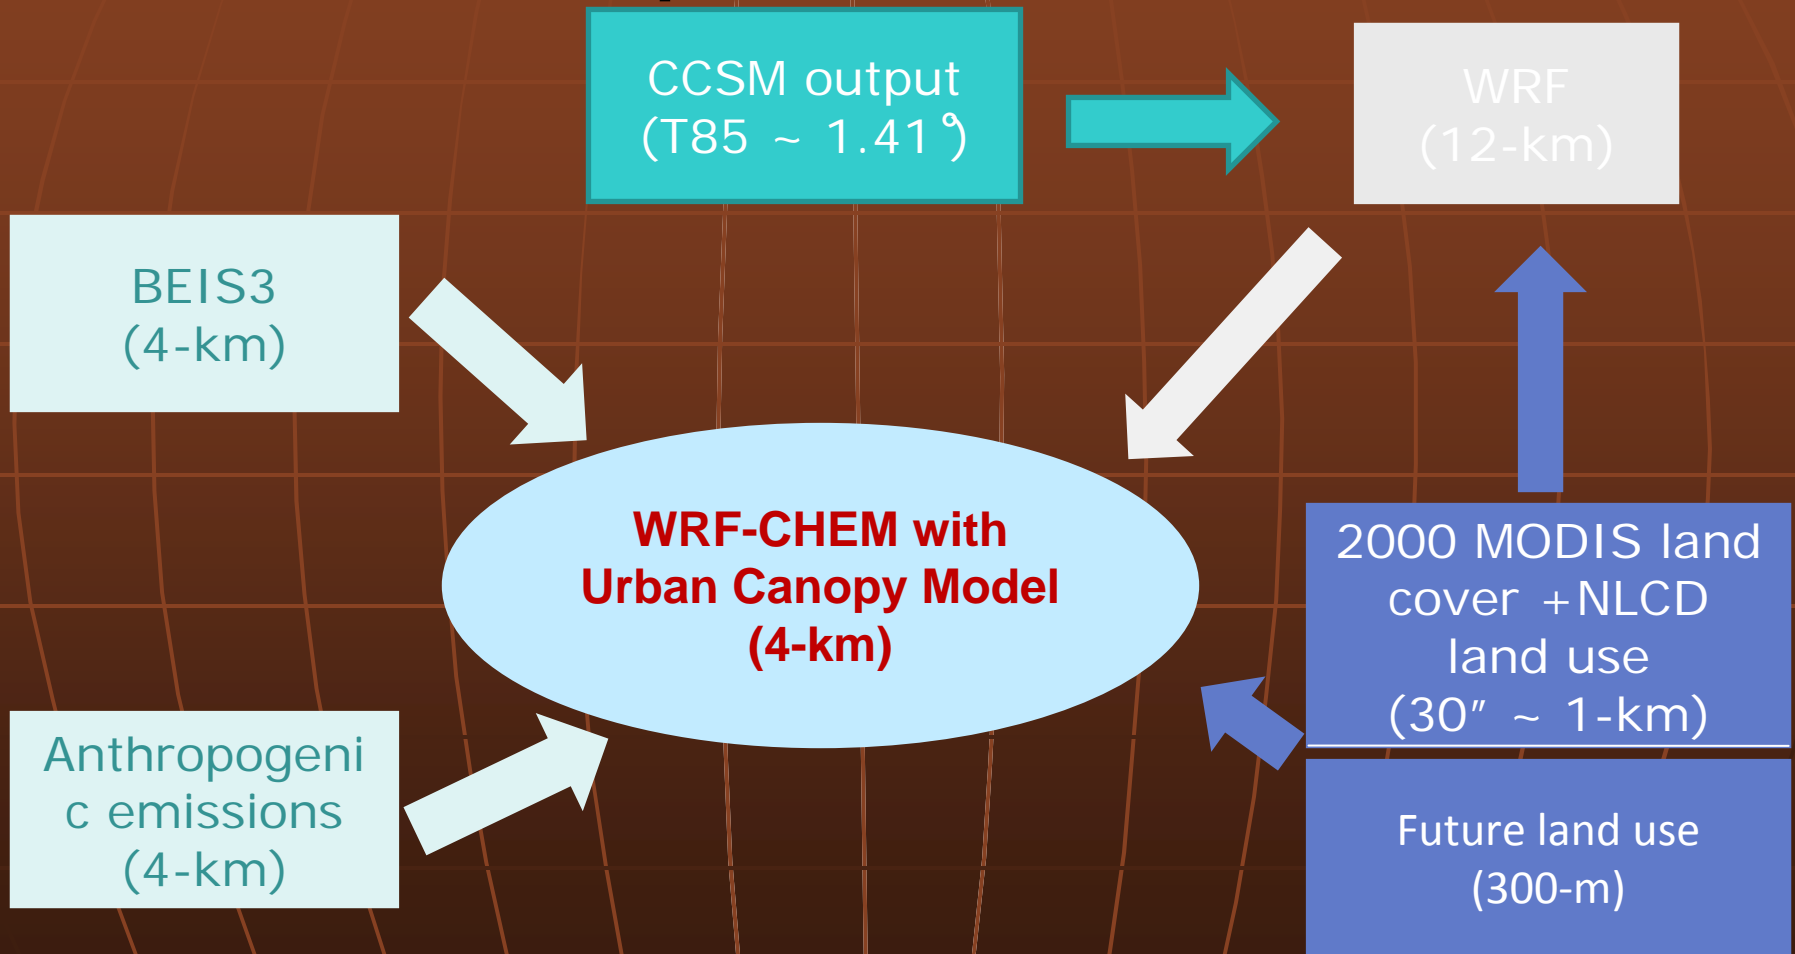 CCSM output
(T85 ~ 1.41°)
WRF
(12-km)
BEIS3
(4-km)
WRF-CHEM with
Urban Canopy Model
(4-km)
2000 MODIS land
cover +NLCD
land use
(30″ ~ 1-km)
Anthropogeni
c emissions
(4-km)
Future land use
(300-m)